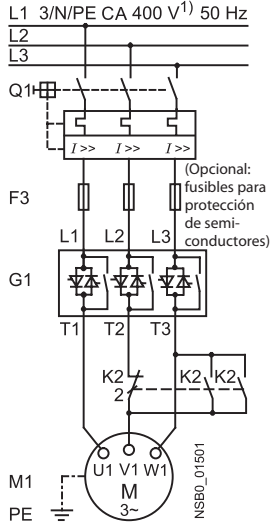 L1 3/N/PE CA 400 V1) 50 Hz
L2
L3
Q1
I >> I >> I >>
F3
(Opcional:
fusibles para
protección
de semi-
conductores)
L1 L2 L3
G1
T1 T2 T3
K2 K2 K2
2
U1 V1 W1
M
3~
M1
PE
NSB0_01501